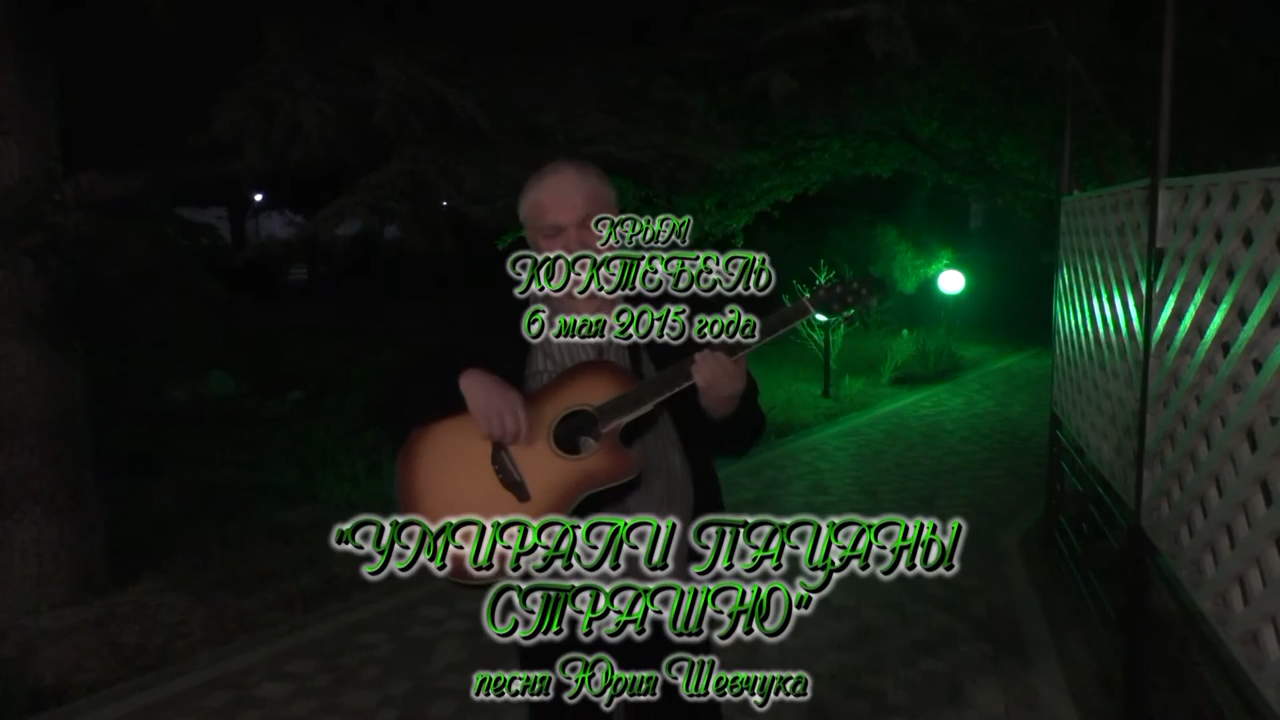 КРЫМ
КОКТЕБЕЛЬ
6 мая 2015 года
"УМИРАЛИ ПАЦАНЫ
СТРАШНО"
песня Юрия Шевчука